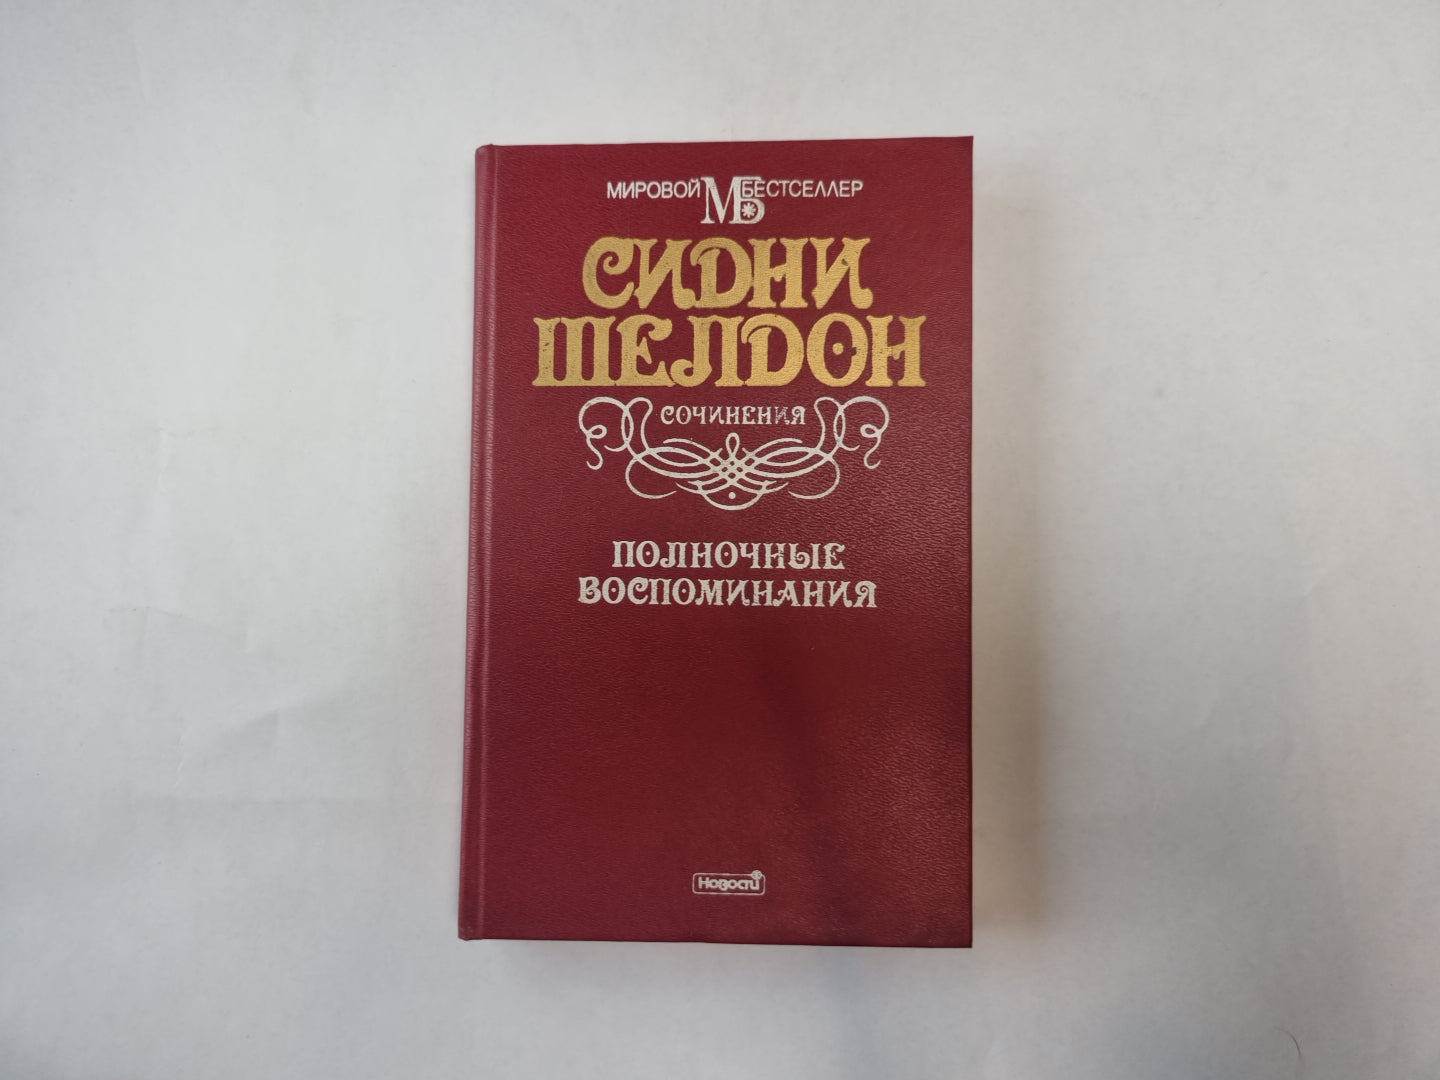 МИРОВОЙ МБ БЕСТСЕЛЛЕР
СИДНИ
ШЕЛДОН
СОЧИНЕНИЯ
ПОЛНОЧНЫЕ
ВОСПОМИНАНИЯ
Новости